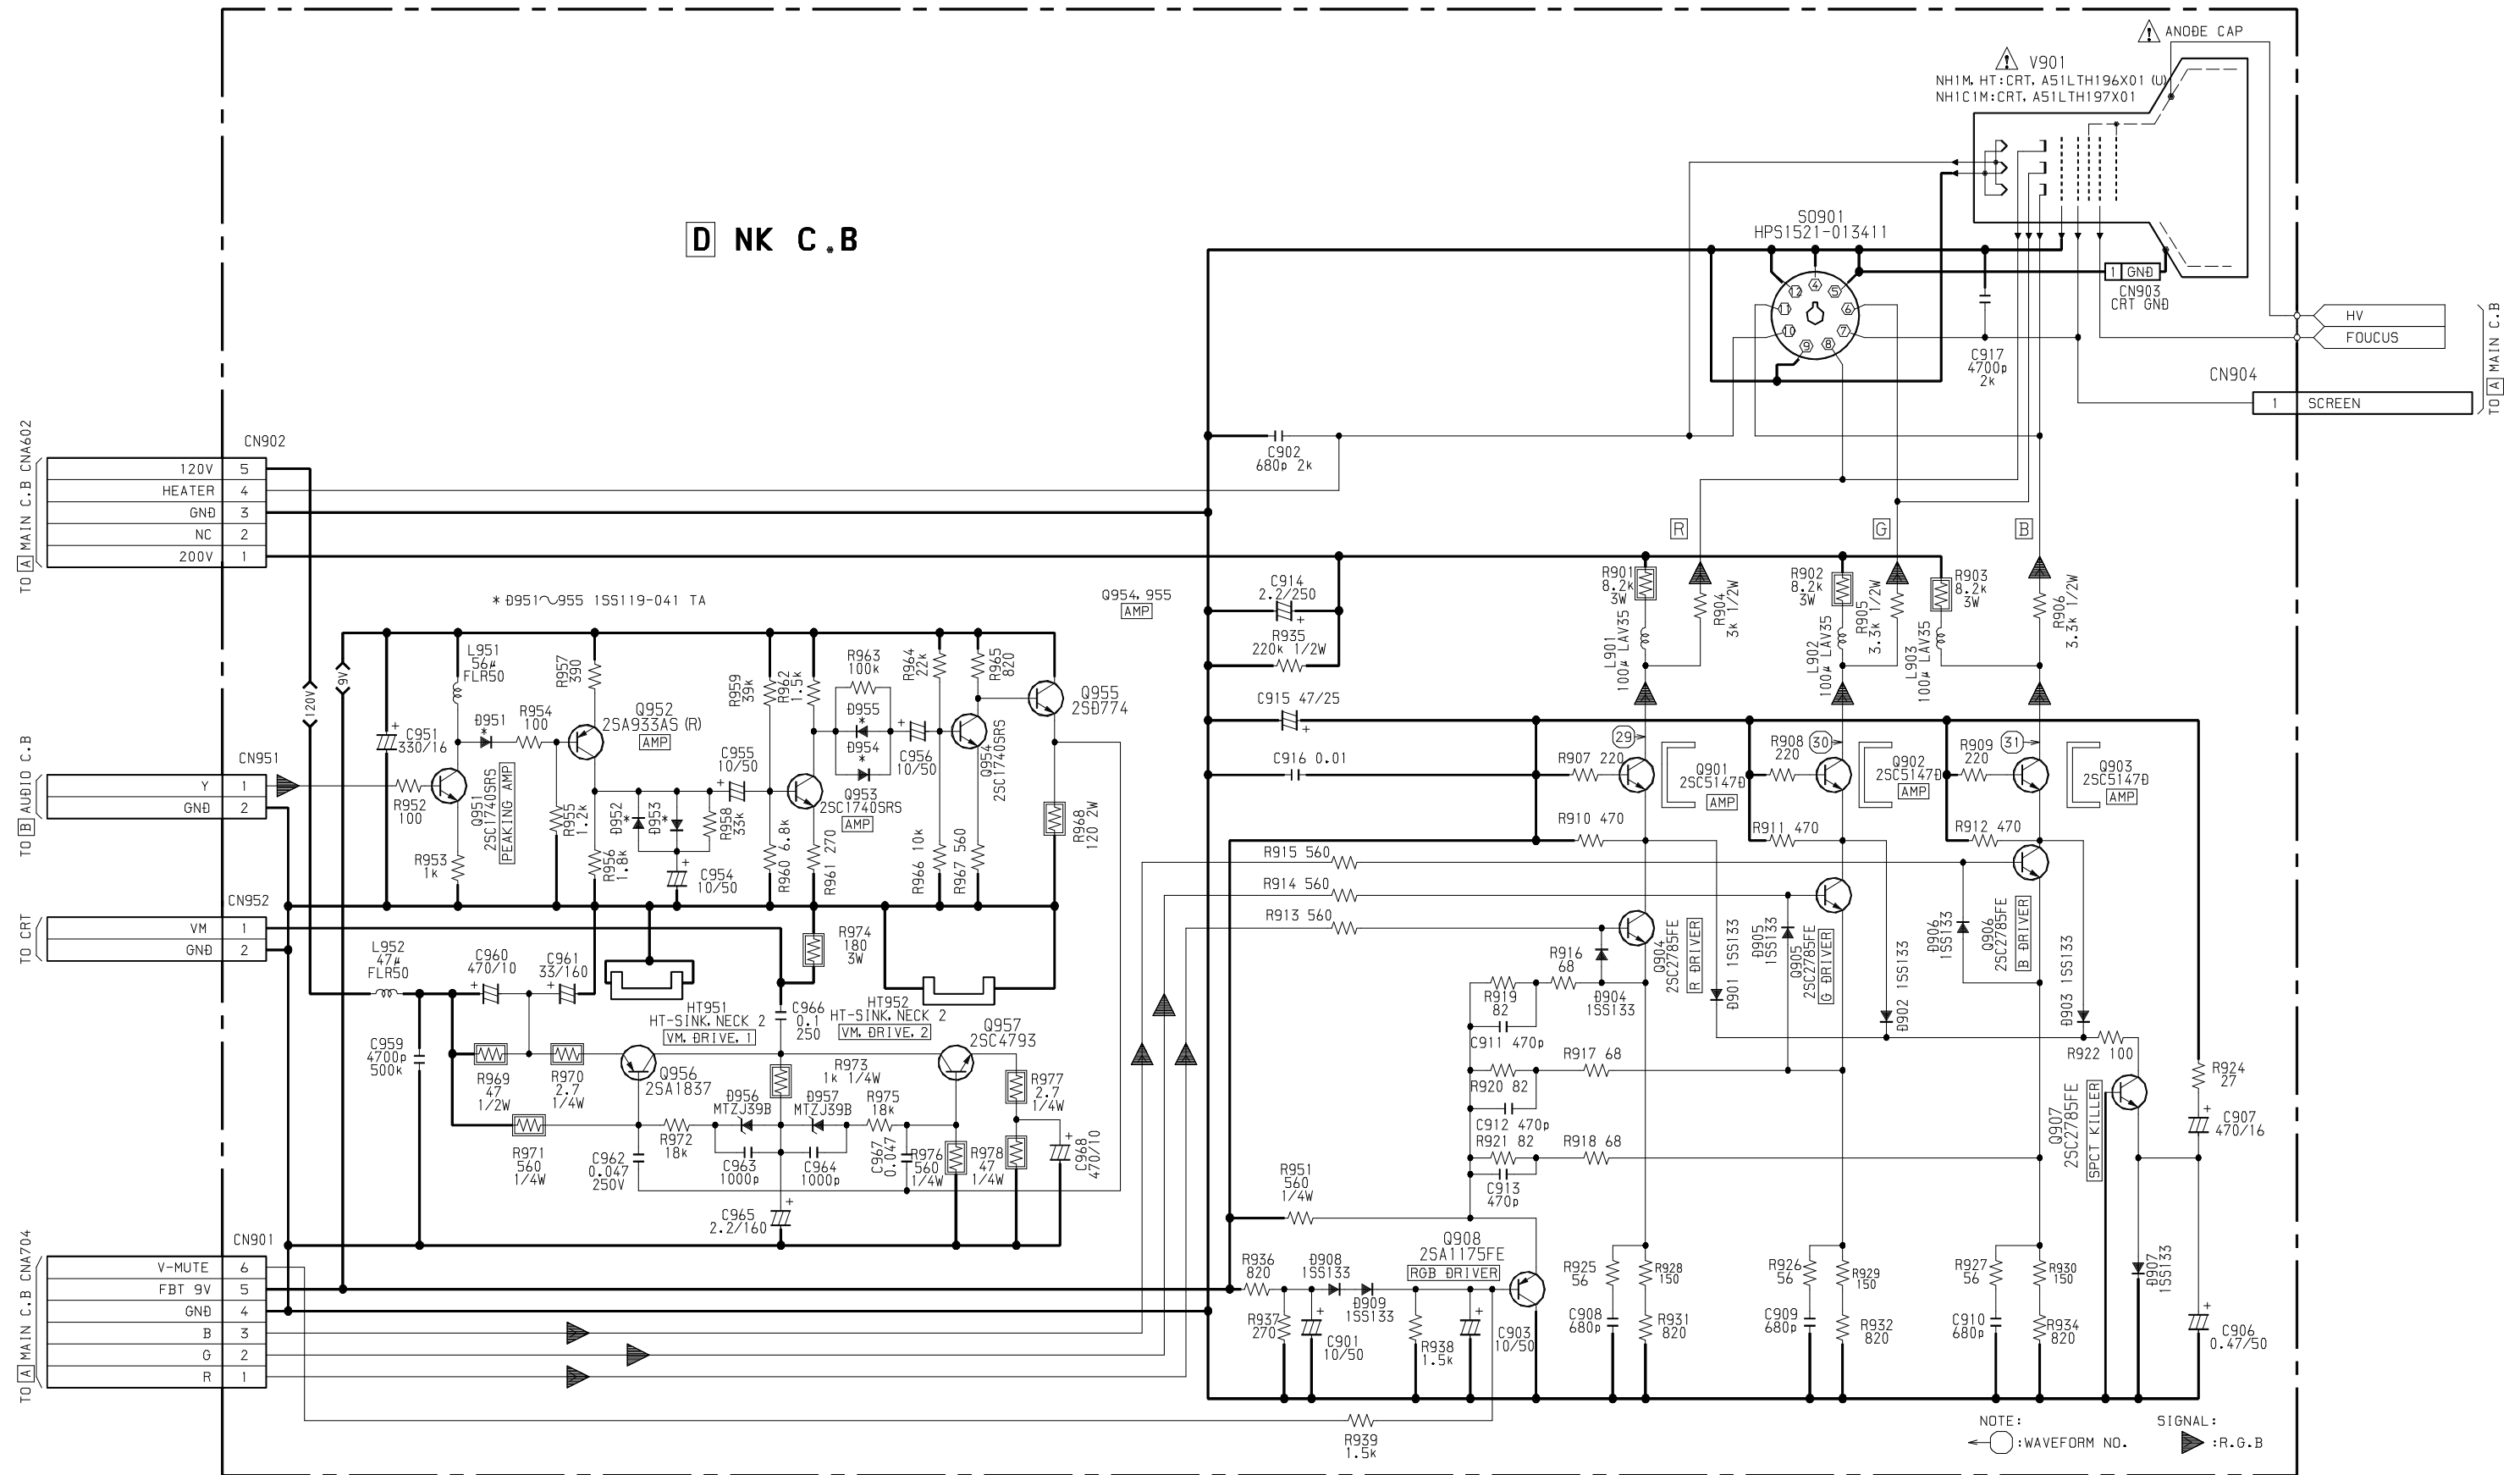 ANODE CAP
V901
NH1M, HT:CRT, A51LTH196X01 (U)
NH1C1M:CRT, A51LTH197X01
D NK C.B
SO901
HPS1521-013411
12
4
5
11
6
10
7
9
8
1 GND
CN903
CRT GND
C917
4700p
2k
HV
FOUCUS
TO A MAIN C.B
CN904
1 SCREEN
TO A MAIN C.B CNA602
CN902
120V 5
HEATER 4
GND 3
NC 2
200V 1
C902
680p 2k
R
G
B
* D951~955 1SS119-041 TA
Q954, 955
AMP
C914
2.2/250
R935
220k 1/2W
C915 47/25
C916 0.01
R901
8.2k
3W
R904
3k 1/2W
L901
100µ LAV35
R902
8.2k
3W
R905
3.3k 1/2W
L902
100µ LAV35
R903
8.2k
3W
R906
3.3k 1/2W
L903
100µ LAV35
120V
9V
C951
330/16
L951
56µ
FLR50
D951
*
R954
100
R957
390
Q952
2SA933AS (R)
AMP
R959
39k
R962
1.5k
R963
100k
D955
*
D954
*
R964
22k
R965
820
Q955
2SD774
C955
10/50
C956
10/50
Q954
2SC1740SRS
TO B AUDIO C.B
CN951
Y 1
GND 2
R952
100
Q951
2SC1740SRS
PEAKING AMP
R953
1k
R955
1.2k
R956
1.8k
D952 *
D953 *
R958
33k
C954
10/50
Q953
2SC1740SRS
AMP
R960 6.8k
R961 270
R966 10k
R967 560
R968
120 2W
29
30
31
R907 220
Q901
2SC5147D
AMP
R908
220
Q902
2SC5147D
AMP
R909
220
Q903
2SC5147D
AMP
R910 470
R911 470
R912 470
R915 560
R914 560
R913 560
TO CRT
CN952
VM 1
GND 2
L952
47µ
FLR50
C960
470/10
C961
33/160
R974
180
3W
HT951
HT-SINK, NECK 2
VM, DRIVE, 1
C966
0.1
250
HT952
HT-SINK, NECK 2
VM, DRIVE, 2
Q957
2SC4793
C959
4700p
500k
R969
47
1/2W
R970
2.7
1/4W
Q956
2SA1837
R973
1k 1/4W
R971
560
1/4W
R972
18k
D956
MTZJ39B
D957
MTZJ39B
R975
18k
C962
0.047
250V
C963
1000p
C964
1000p
C967
0.047
R976
560
1/4W
R977
2.7
1/4W
R978
47
1/4W
C968
470/10
C965
2.2/160
R916
68
D904
1SS133
Q904
2SC2785FE
R DRIVER
D901 1SS133
D905
1SS133
Q905
2SC2785FE
G DRIVER
D902 1SS133
D906
1SS133
Q906
2SC2785FE
B DRIVER
D903 1SS133
R919
82
C911 470p
R917 68
R920 82
C912 470p
R921 82
R918 68
C913
470p
R922 100
Q907
2SC2785FE
SPCT KILLER
R924
27
C907
470/16
R951
560
1/4W
TO A MAIN C.B CNA704
CN901
V-MUTE 6
FBT 9V 5
GND 4
B 3
G 2
R 1
R936
820
D908
1SS133
D909
1SS133
Q908
2SA1175FE
RGB DRIVER
R937
270
C901
10/50
R938
1.5k
C903
10/50
R925
56
R928
150
C908
680p
R931
820
R926
56
R929
150
C909
680p
R932
820
R927
56
R930
150
C910
680p
R934
820
D907
1SS133
C906
0.47/50
R939
1.5k
NOTE:
:WAVEFORM NO.
SIGNAL:
:R.G.B